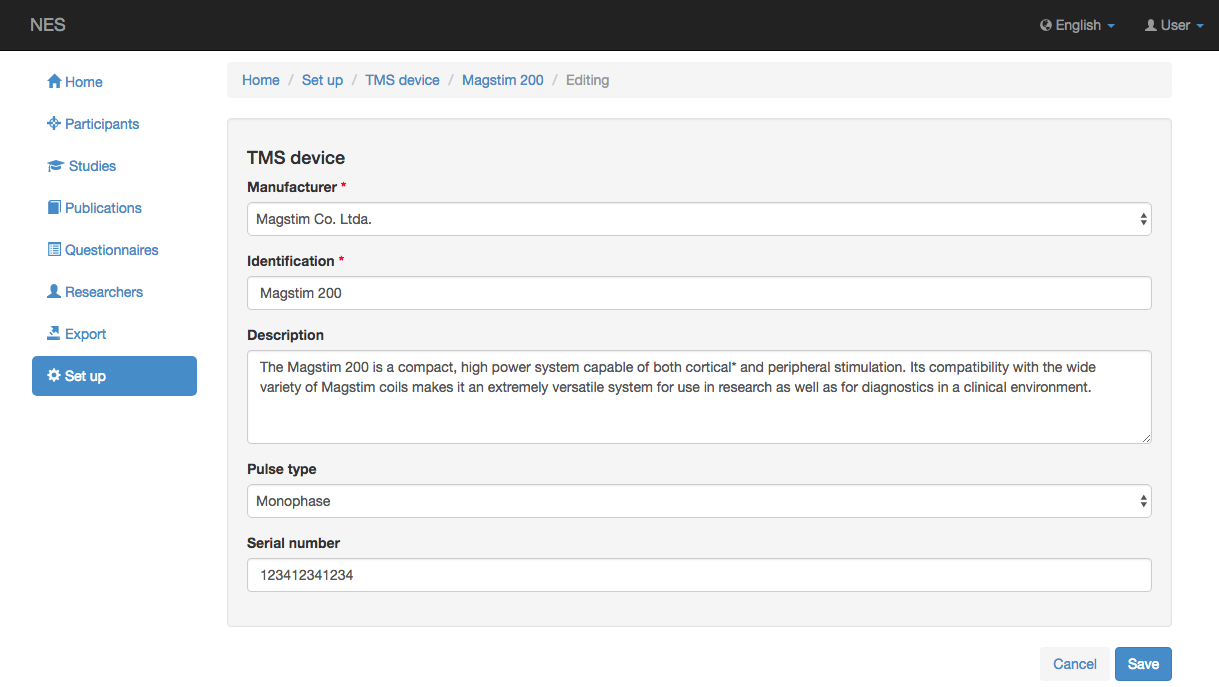 NES
English
User
Home
Participants
Studies
Publications
Questionnaires
Researchers
Export
Set up
Home / Set up / TMS device / Magstim 200 / Editing
TMS device
Manufacturer *
Magstim Co. Ltda.
Identification *
Magstim 200
Description
The Magstim 200 is a compact, high power system capable of both cortical* and peripheral stimulation. Its compatibility with the wide
variety of Magstim coils makes it an extremely versatile system for use in research as well as for diagnostics in a clinical environment.
Pulse type
Monophase
Serial number
123412341234
Cancel
Save